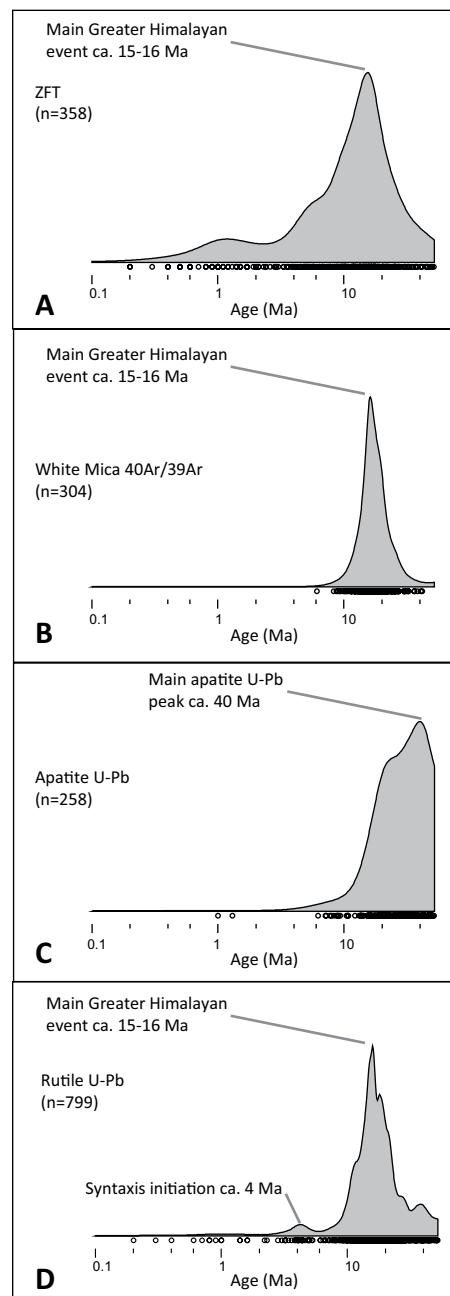 Main Greater Himalayan
event ca. 15-16 Ma
ZFT
(n=358)
0.1 1 10
Age (Ma)
A
Main Greater Himalayan
event ca. 15-16 Ma
White Mica 40Ar/39Ar
(n=304)
0.1 1 10
Age (Ma)
B
Main apatite U-Pb
peak ca. 40 Ma
Apatite U-Pb
(n=258)
0.1 1 10
Age (Ma)
C
Main Greater Himalayan
event ca. 15-16 Ma
Rutile U-Pb
(n=799)
Syntaxis initiation ca. 4 Ma
0.1 1 10
Age (Ma)
D